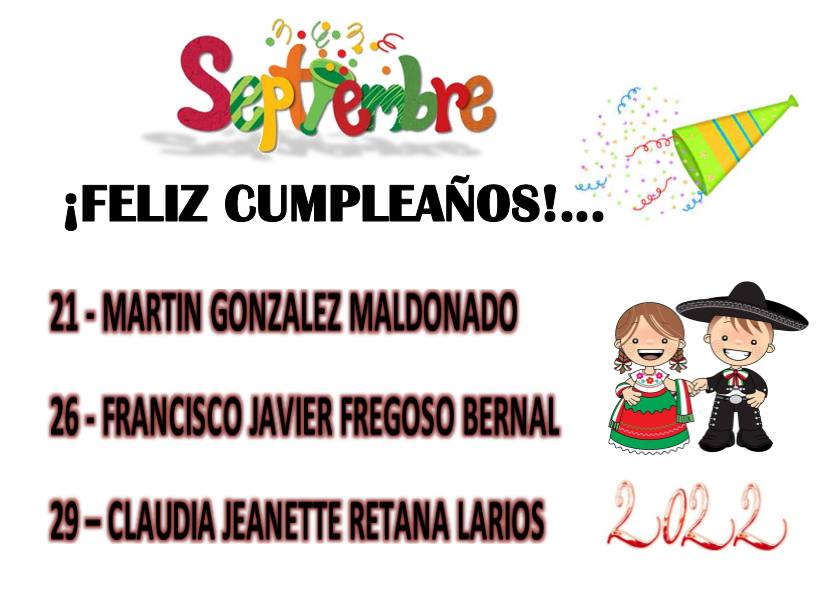 Septiembre
¡FELIZ CUMPLEAÑOS!...
21 - MARTIN GONZALEZ MALDONADO
26 - FRANCISCO JAVIER FREGOSO BERNAL
29 – CLAUDIA JEANETTE RETANA LARIOS
2022